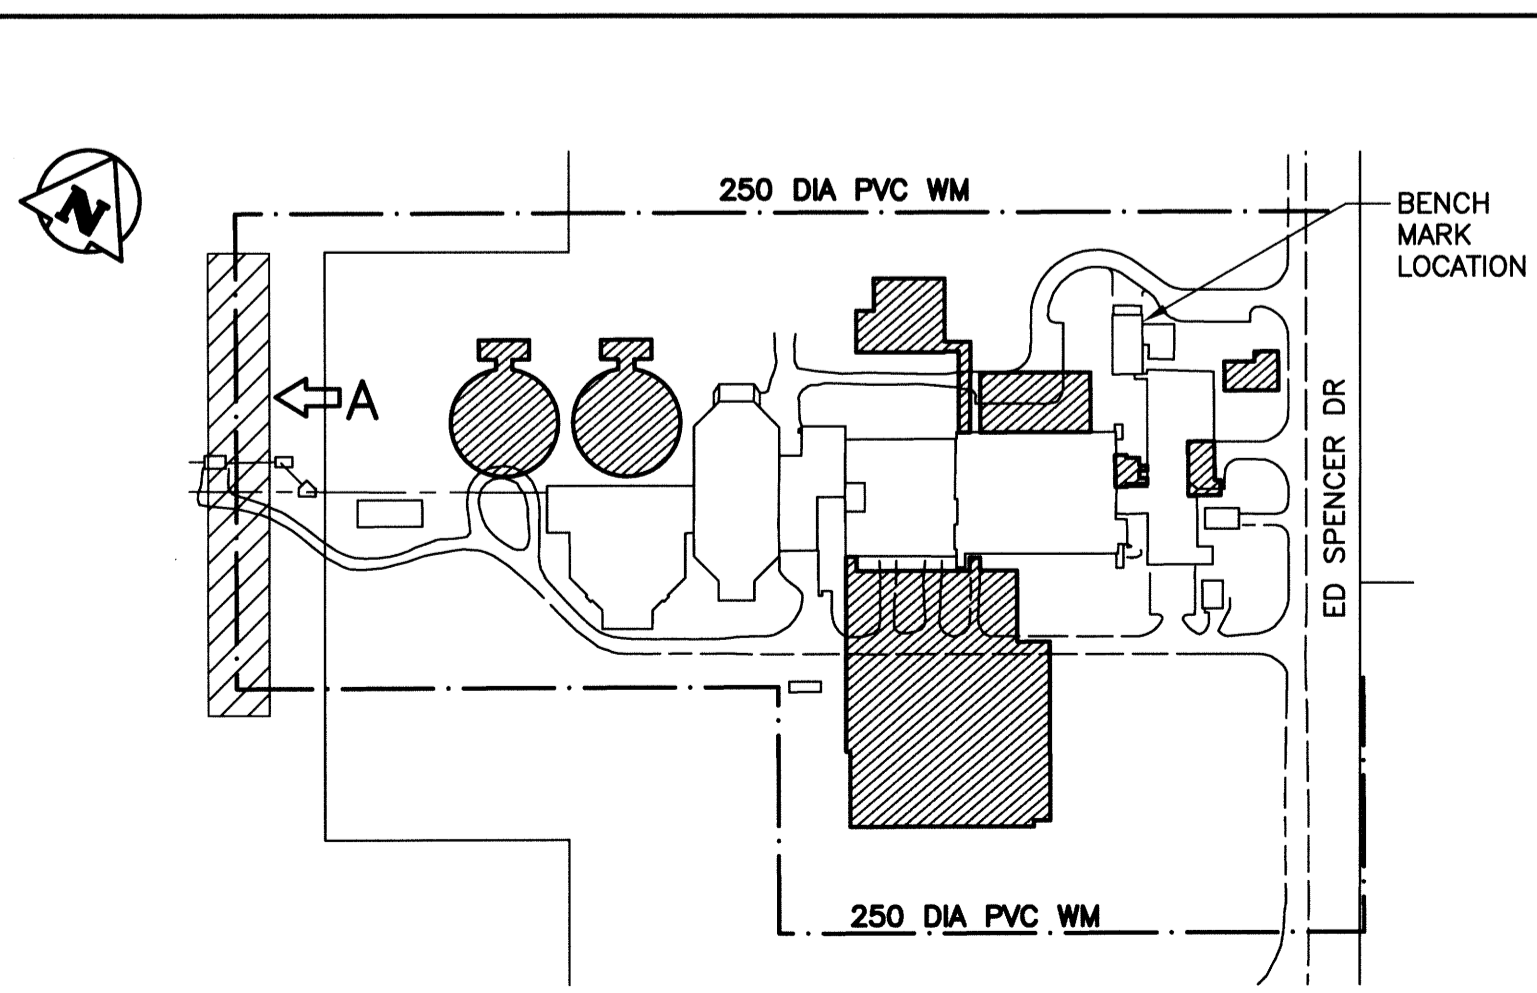 250 DIA PVC WM
BENCH
MARK
LOCATION
N
A
ED SPENCER DR
250 DIA PVC WM